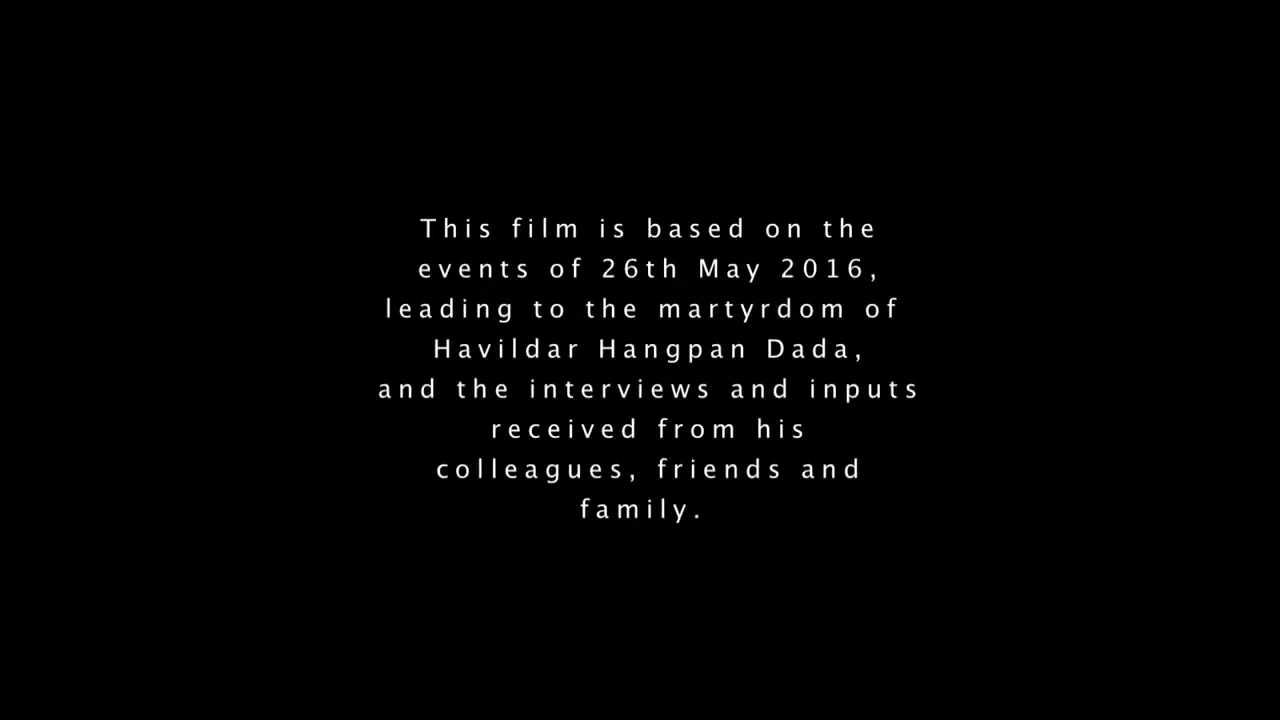 This film is based on the
events of 26th May 2016,
leading to the martyrdom of
Havildar Hangpan Dada,
and the interviews and inputs
received from his
colleagues, friends and
family.